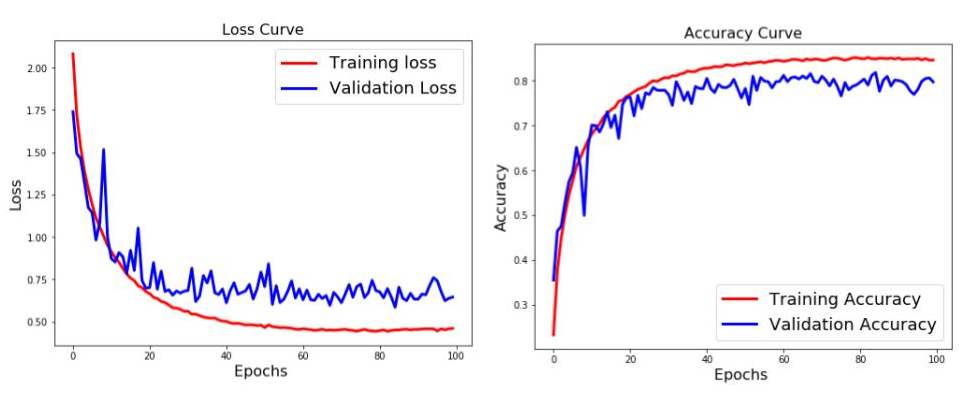 Loss Curve
Training loss
Validation Loss
2.00
1.75
1.50
1.25
1.00
0.75
0.50
Loss
0
20
40
60
80
100
Epochs
Accuracy Curve
0.8
0.7
0.6
0.5
0.4
0.3
Accuracy
Training Accuracy
Validation Accuracy
0
20
40
60
80
100
Epochs